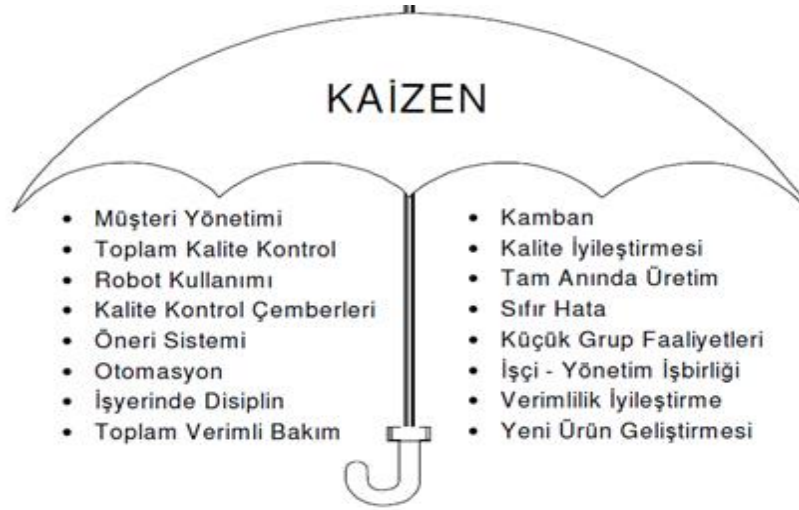 KAİZEN
• Müşteri Yönetimi
• Toplam Kalite Kontrol
• Robot Kullanımı
• Kalite Kontrol Çemberleri
• Öneri Sistemi
• Otomasyon
• İşyerinde Disiplin
• Toplam Verimli Bakım
• Kamban
• Kalite İyileştirmesi
• Tam Anında Üretim
• Sıfır Hata
• Küçük Grup Faaliyetleri
• İşçi - Yönetim İşbirliği
• Verimlilik İyileştirme
• Yeni Ürün Geliştirmesi